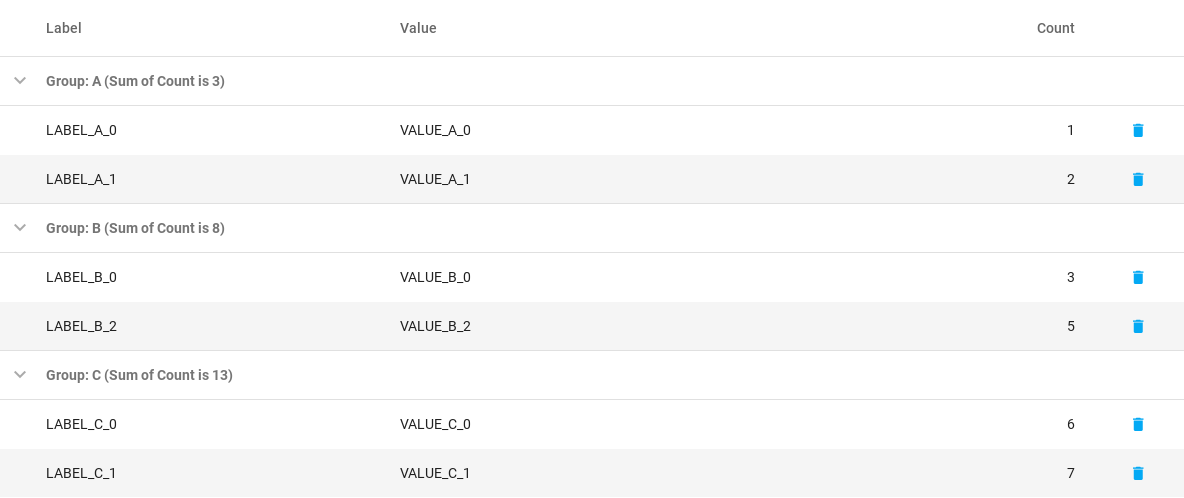 Label Value Count
Group: A (Sum of Count is 3)
LABEL_A_0 VALUE_A_0 1
LABEL_A_1 VALUE_A_1 2
Group: B (Sum of Count is 8)
LABEL_B_0 VALUE_B_0 3
LABEL_B_2 VALUE_B_2 5
Group: C (Sum of Count is 13)
LABEL_C_0 VALUE_C_0 6
LABEL_C_1 VALUE_C_1 7